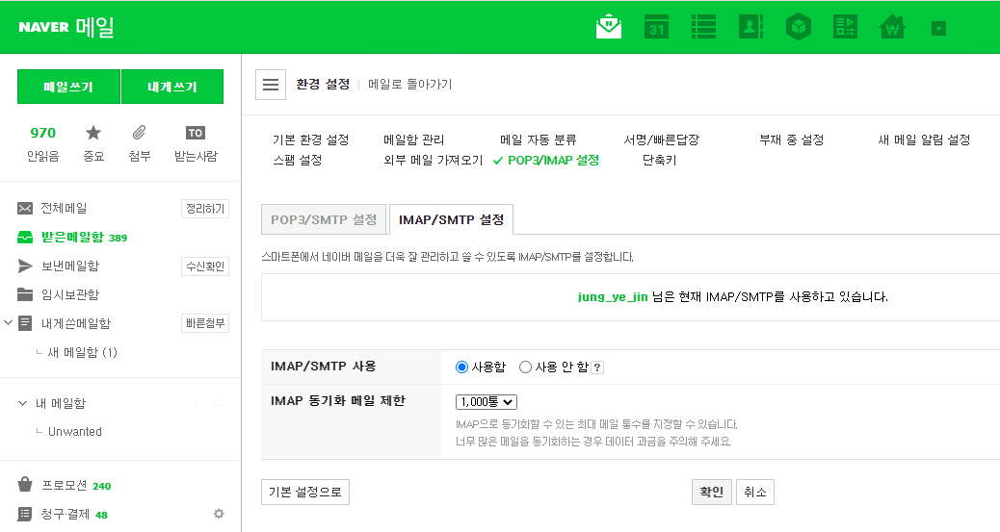 NAVER 메일
N
31
W
메일쓰기 내게쓰기
970 TO
안읽음 중요 첨부 받는사람
전체메일 정리하기
받은메일함 389
보낸메일함 수신확인
임시보관함
내게쓴메일함 빠른첨부
새 메일함 (1)
내 메일함
Unwanted
프로모션 240
청구·결제 48
환경 설정 메일로 돌아가기
기본 환경 설정 메일함 관리 메일 자동 분류 서명/빠른답장 부재 중 설정 새 메일 알림 설정
스팸 설정 외부 메일 가져오기 POP3/IMAP 설정 단축키
POP3/SMTP 설정 IMAP/SMTP 설정
스마트폰에서 네이버 메일을 더욱 잘 관리하고 쓸 수 있도록 IMAP/SMTP를 설정합니다.
jung_ye_jin 님은 현재 IMAP/SMTP를 사용하고 있습니다.
IMAP/SMTP 사용 사용함 사용 안 함 ?
IMAP 동기화 메일 제한 1,000통
IMAP으로 동기화할 수 있는 최대 메일 통수를 지정할 수 있습니다.
너무 많은 메일을 동기화하는 경우 데이터 과금을 주의해 주세요.
기본 설정으로 확인 취소